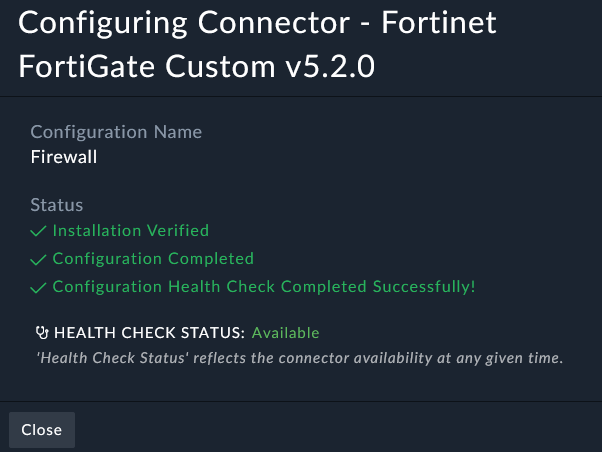 Configuring Connector - Fortinet
FortiGate Custom v5.2.0
Configuration Name
Firewall
Status
Installation Verified
Configuration Completed
Configuration Health Check Completed Successfully!
HEALTH CHECK STATUS: Available
'Health Check Status' reflects the connector availability at any given time.
Close